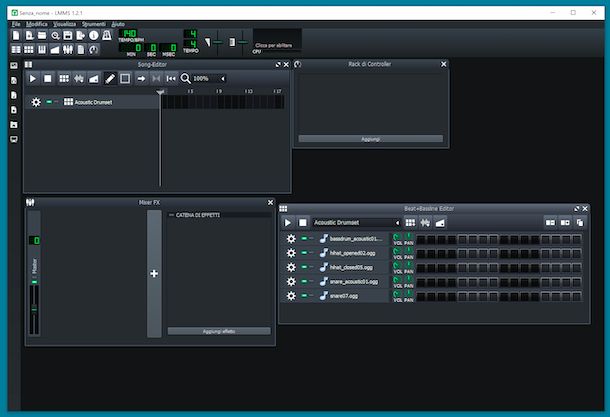 Senza_nome - LMMS 1.2.1
File Modifica Visualizza Strumenti Aiuto
140
TEMPO/BPM
4
4
TEMPO
0 0 0
MIN SEC MSEC
Clicca per abilitare
CPU
Song-Editor
100%
Acoustic Drumset
5 9 13 17
Rack di Controller
Aggiungi
Mixer FX
0
Master
CATENA DI EFFETTI
Aggiungi effetto
Beat+Bassline Editor
Acoustic Drumset
bassdrum_acoustic01....
VOL PAN
hihat_opened02.ogg
VOL PAN
hihat_closed05.ogg
VOL PAN
snare_acoustic01.ogg
VOL PAN
snare07.ogg
VOL PAN